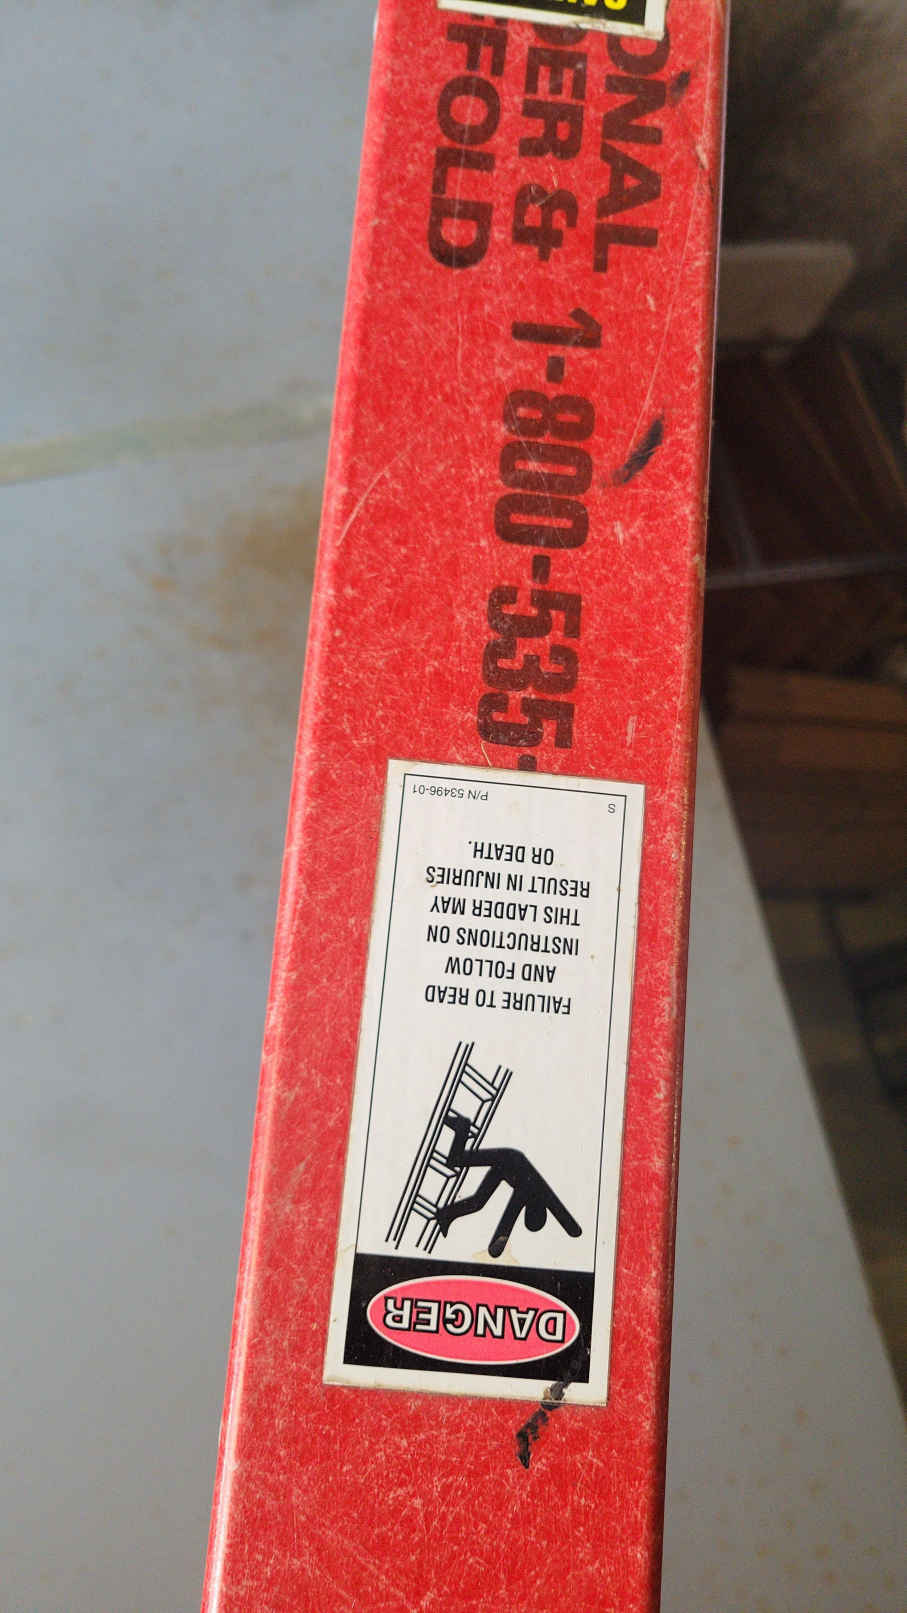 ONAL
DER &
FOLD
1-800-535-
DANGER
FAILURE TO READ
AND FOLLOW
INSTRUCTIONS ON
THIS LADDER MAY
RESULT IN INJURIES
OR DEATH.
S P/N 53496-01